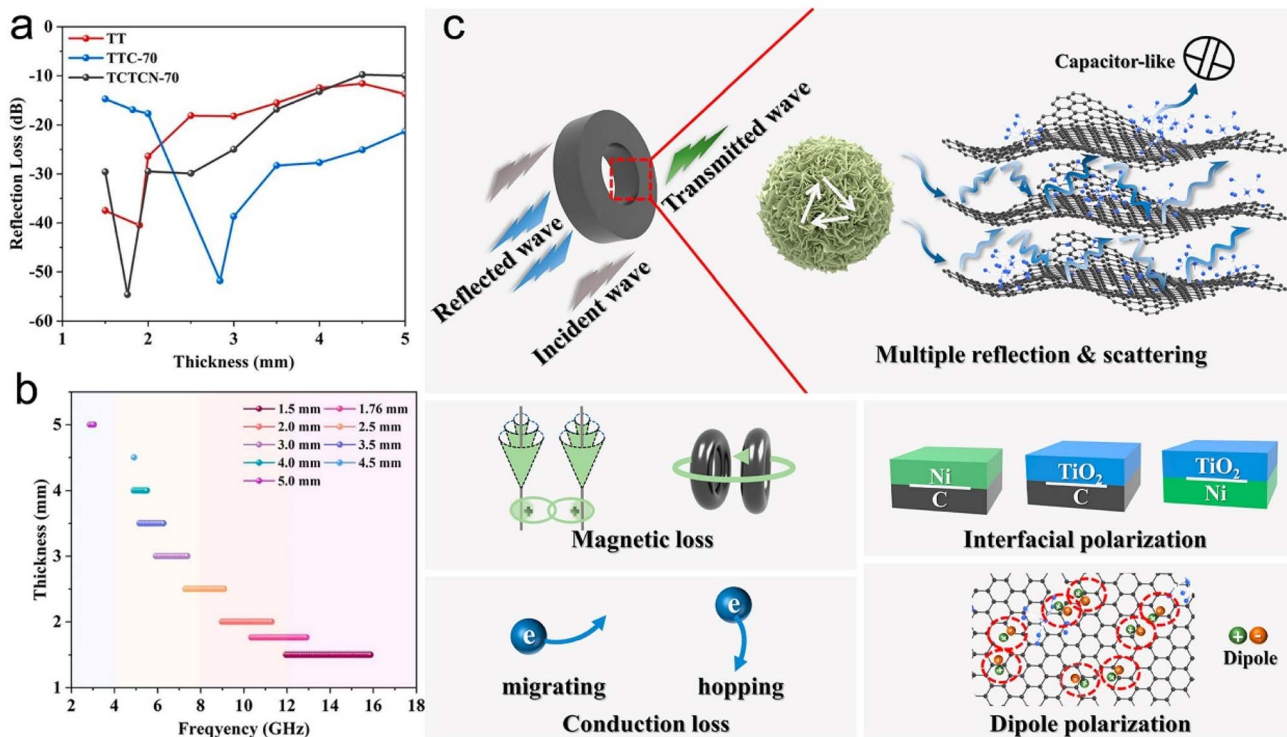 a
0
-10
-20
-30
-40
-50
-60
Reflection Loss (dB)
TT
TTC-70
TCTCN-70
1
2
3
4
5
Thickness (mm)
b
5
4
3
2
1
Thickness (mm)
1.5 mm
1.76 mm
2.0 mm
2.5 mm
3.0 mm
3.5 mm
4.0 mm
4.5 mm
5.0 mm
2
4
6
8
10
12
14
16
18
Freqyency (GHz)
c
Reflected wave
Incident wave
Transmitted wave
Capacitor-like
Multiple reflection & scattering
+
+
Magnetic loss
Ni
C
TiO2
C
TiO2
Ni
Interfacial polarization
e
migrating
e
hopping
Conduction loss
+ -
Dipole
Dipole polarization